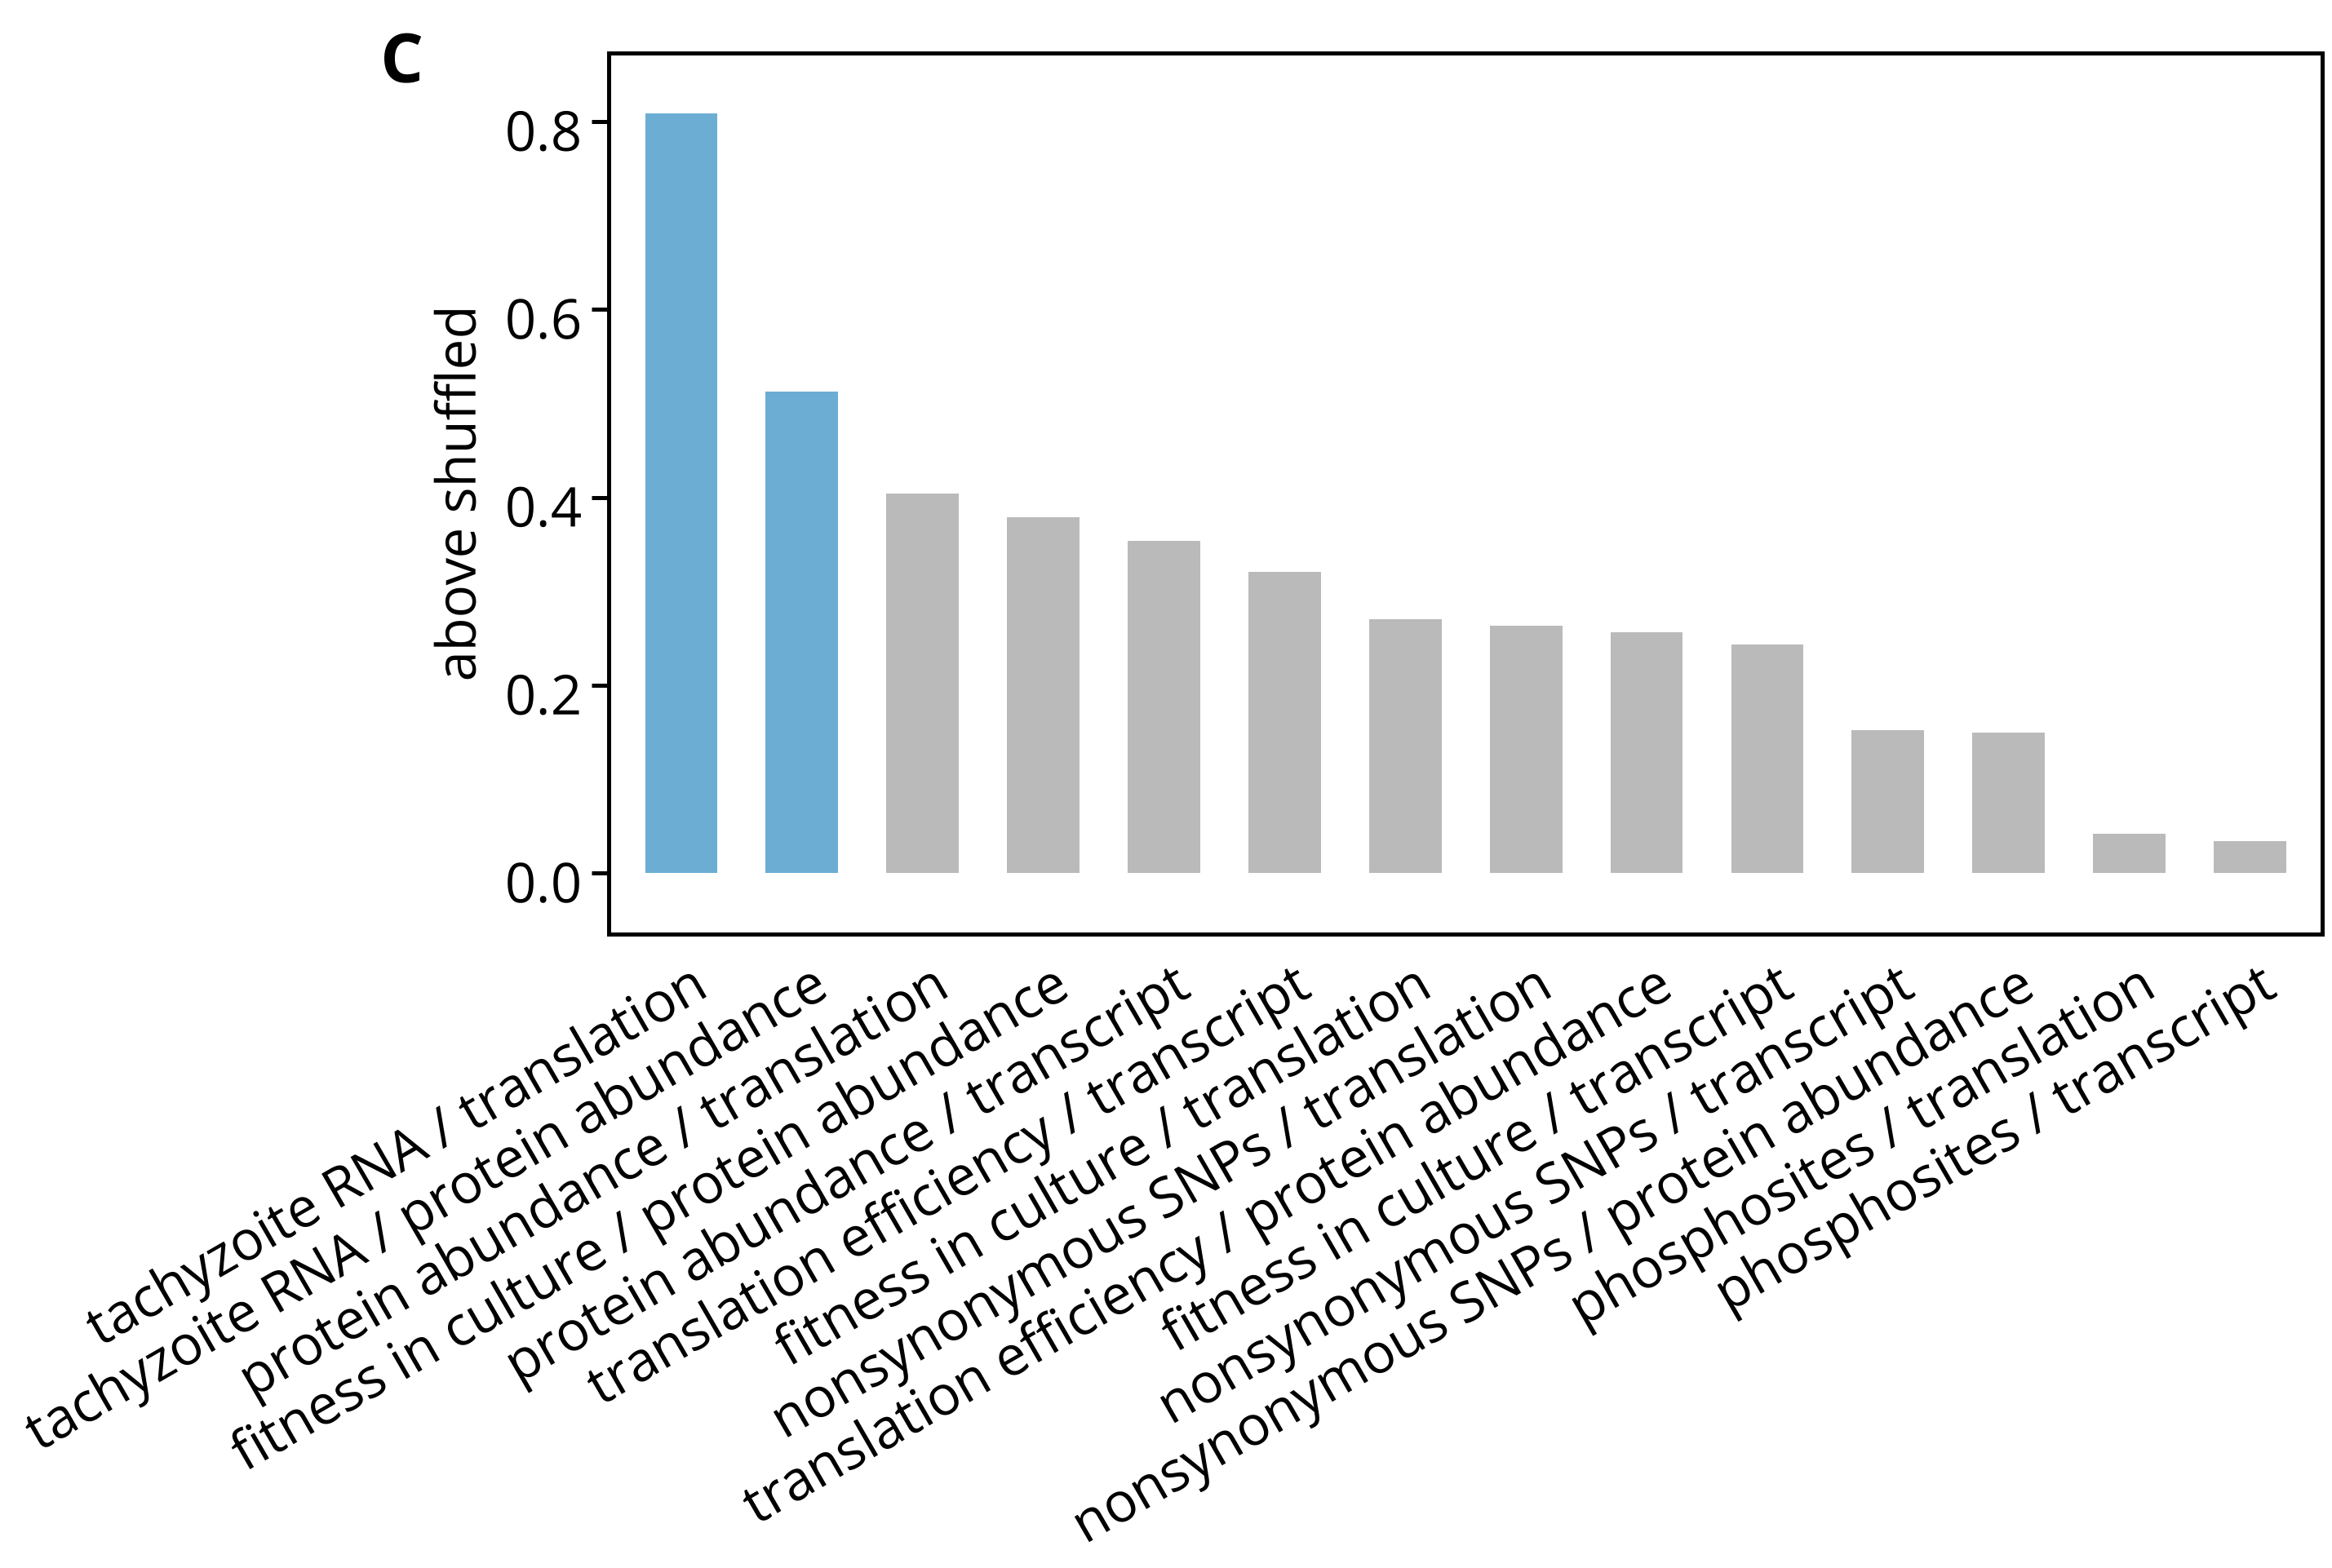 C
above shuffled
0.8
0.6
0.4
0.2
0.0
tachyzoite RNA / translation
tachyzoite RNA / protein abundance
protein abundance / translation
fitness in culture / protein abundance
protein abundance / transcript
translation efficiency / transcript
fitness in culture / translation
nonsynonymous SNPs / translation
translation efficiency / protein abundance
fitness in culture / transcript
nonsynonymous SNPs / transcript
nonsynonymous SNPs / protein abundance
phosphosites / translation
phosphosites / transcript